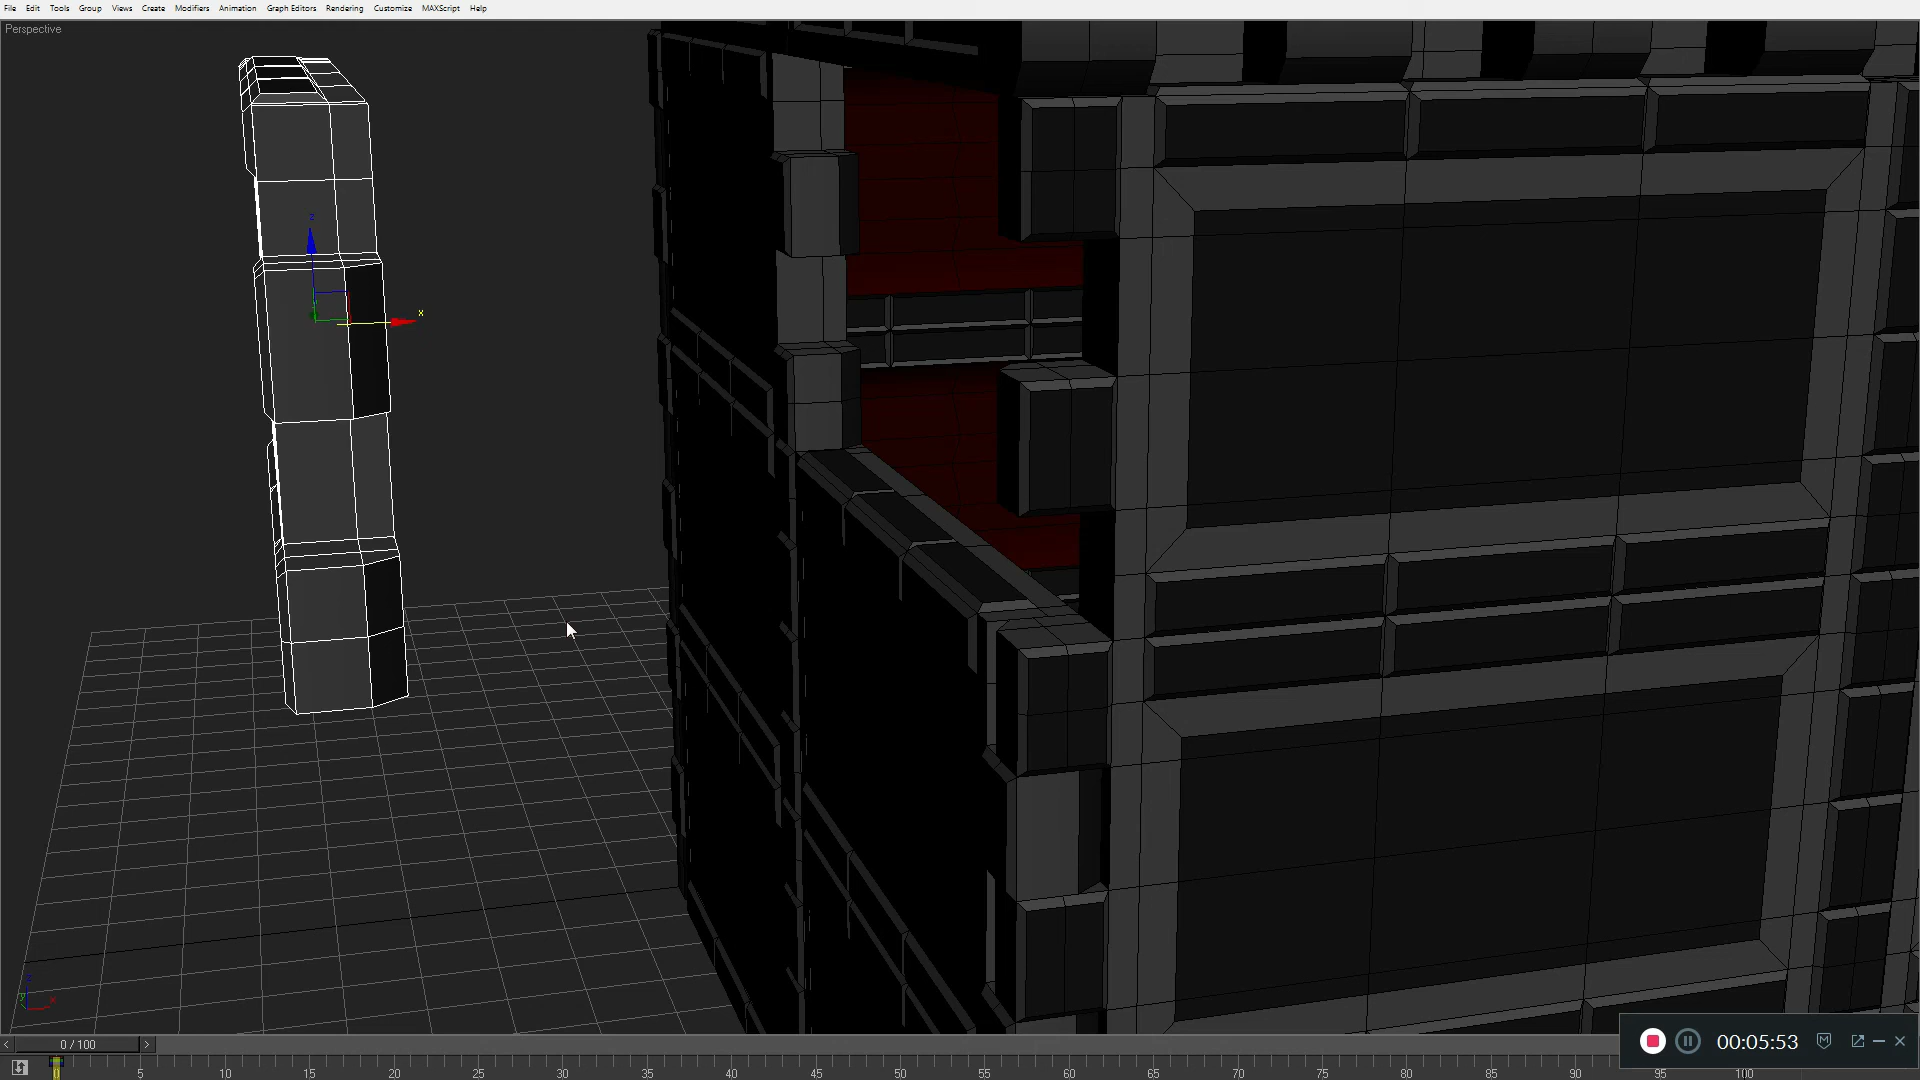 File Edit Tools Group Views Create Modifiers Animation Graph Editors Rendering Customize MAXScript Help
Perspective
z
x
z
y
x
< 0 / 100 >
0 5 10 15 20 25 30 35 40 45 50 55 60 65 70 75 80 85 90 95 100
00:05:53